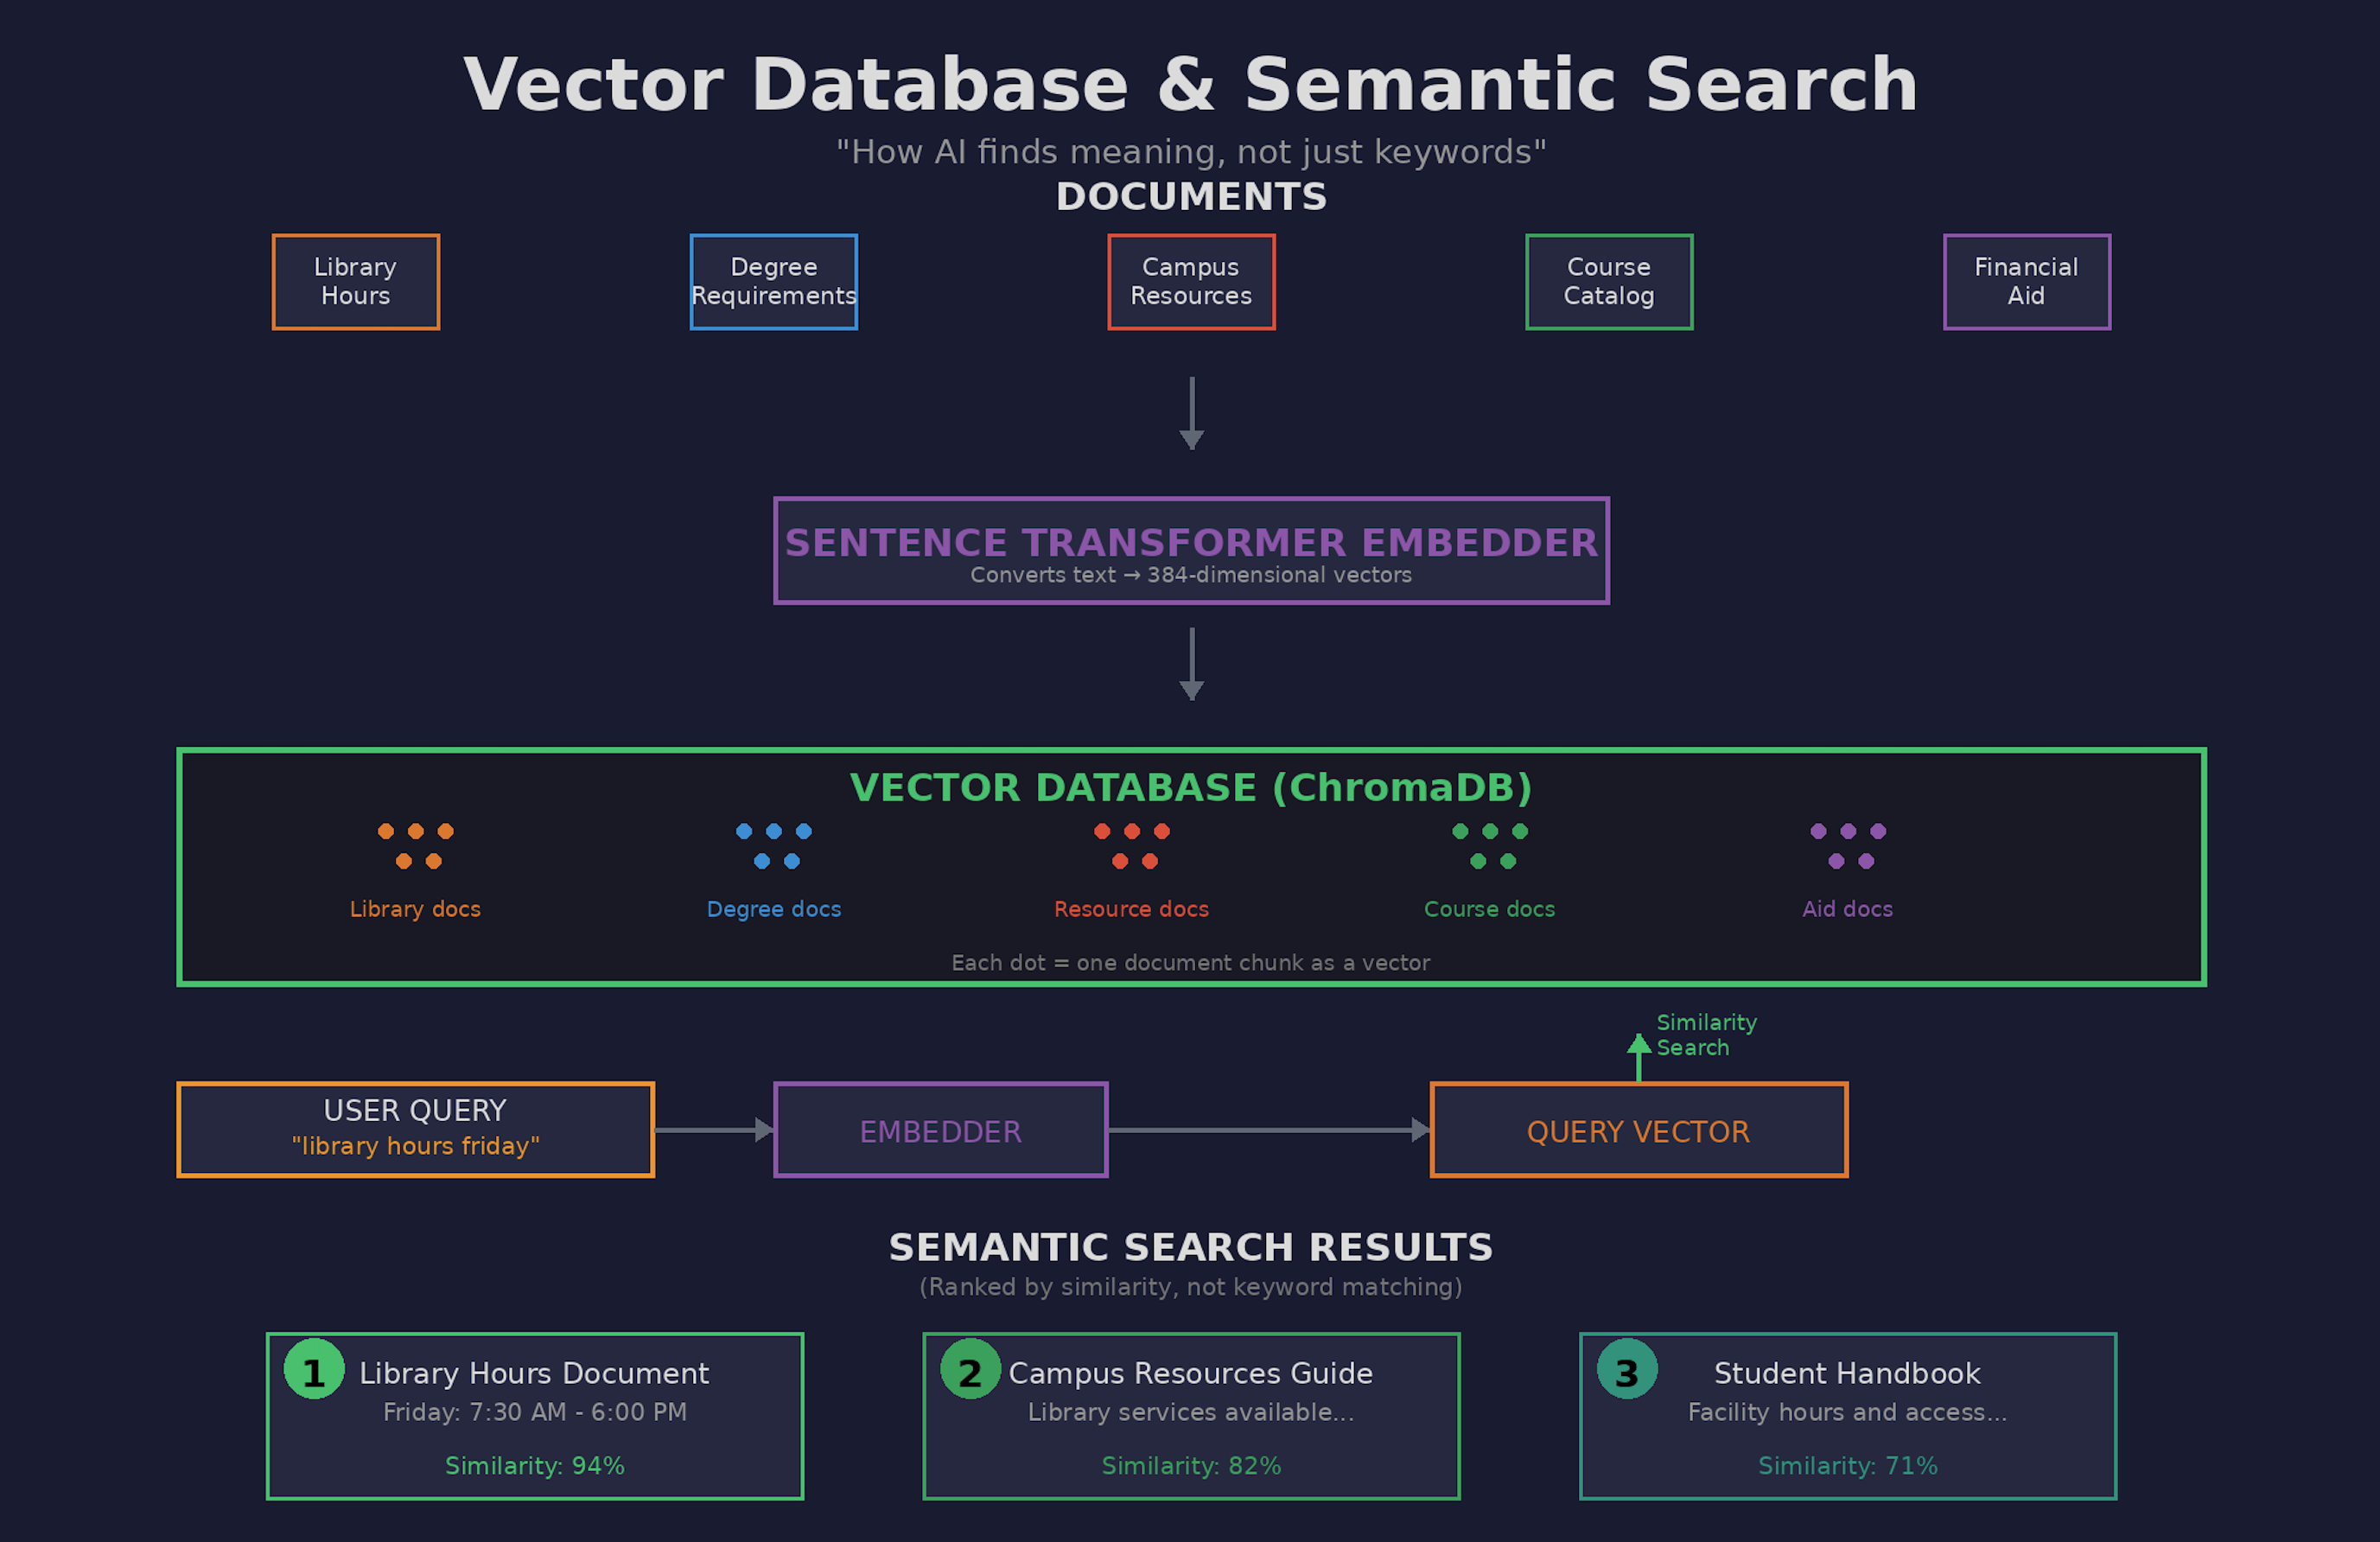 Vector Database & Semantic Search
"How AI finds meaning, not just keywords"
DOCUMENTS
Library
Hours
Degree
Requirements
Campus
Resources
Course
Catalog
Financial
Aid
SENTENCE TRANSFORMER EMBEDDER
Converts text → 384-dimensional vectors
VECTOR DATABASE (ChromaDB)
Library docs
Degree docs
Resource docs
Course docs
Aid docs
Each dot = one document chunk as a vector
Similarity
Search
USER QUERY
"library hours friday"
EMBEDDER
QUERY VECTOR
SEMANTIC SEARCH RESULTS
(Ranked by similarity, not keyword matching)
1
Library Hours Document
Friday: 7:30 AM - 6:00 PM
Similarity: 94%
2
Campus Resources Guide
Library services available...
Similarity: 82%
3
Student Handbook
Facility hours and access...
Similarity: 71%